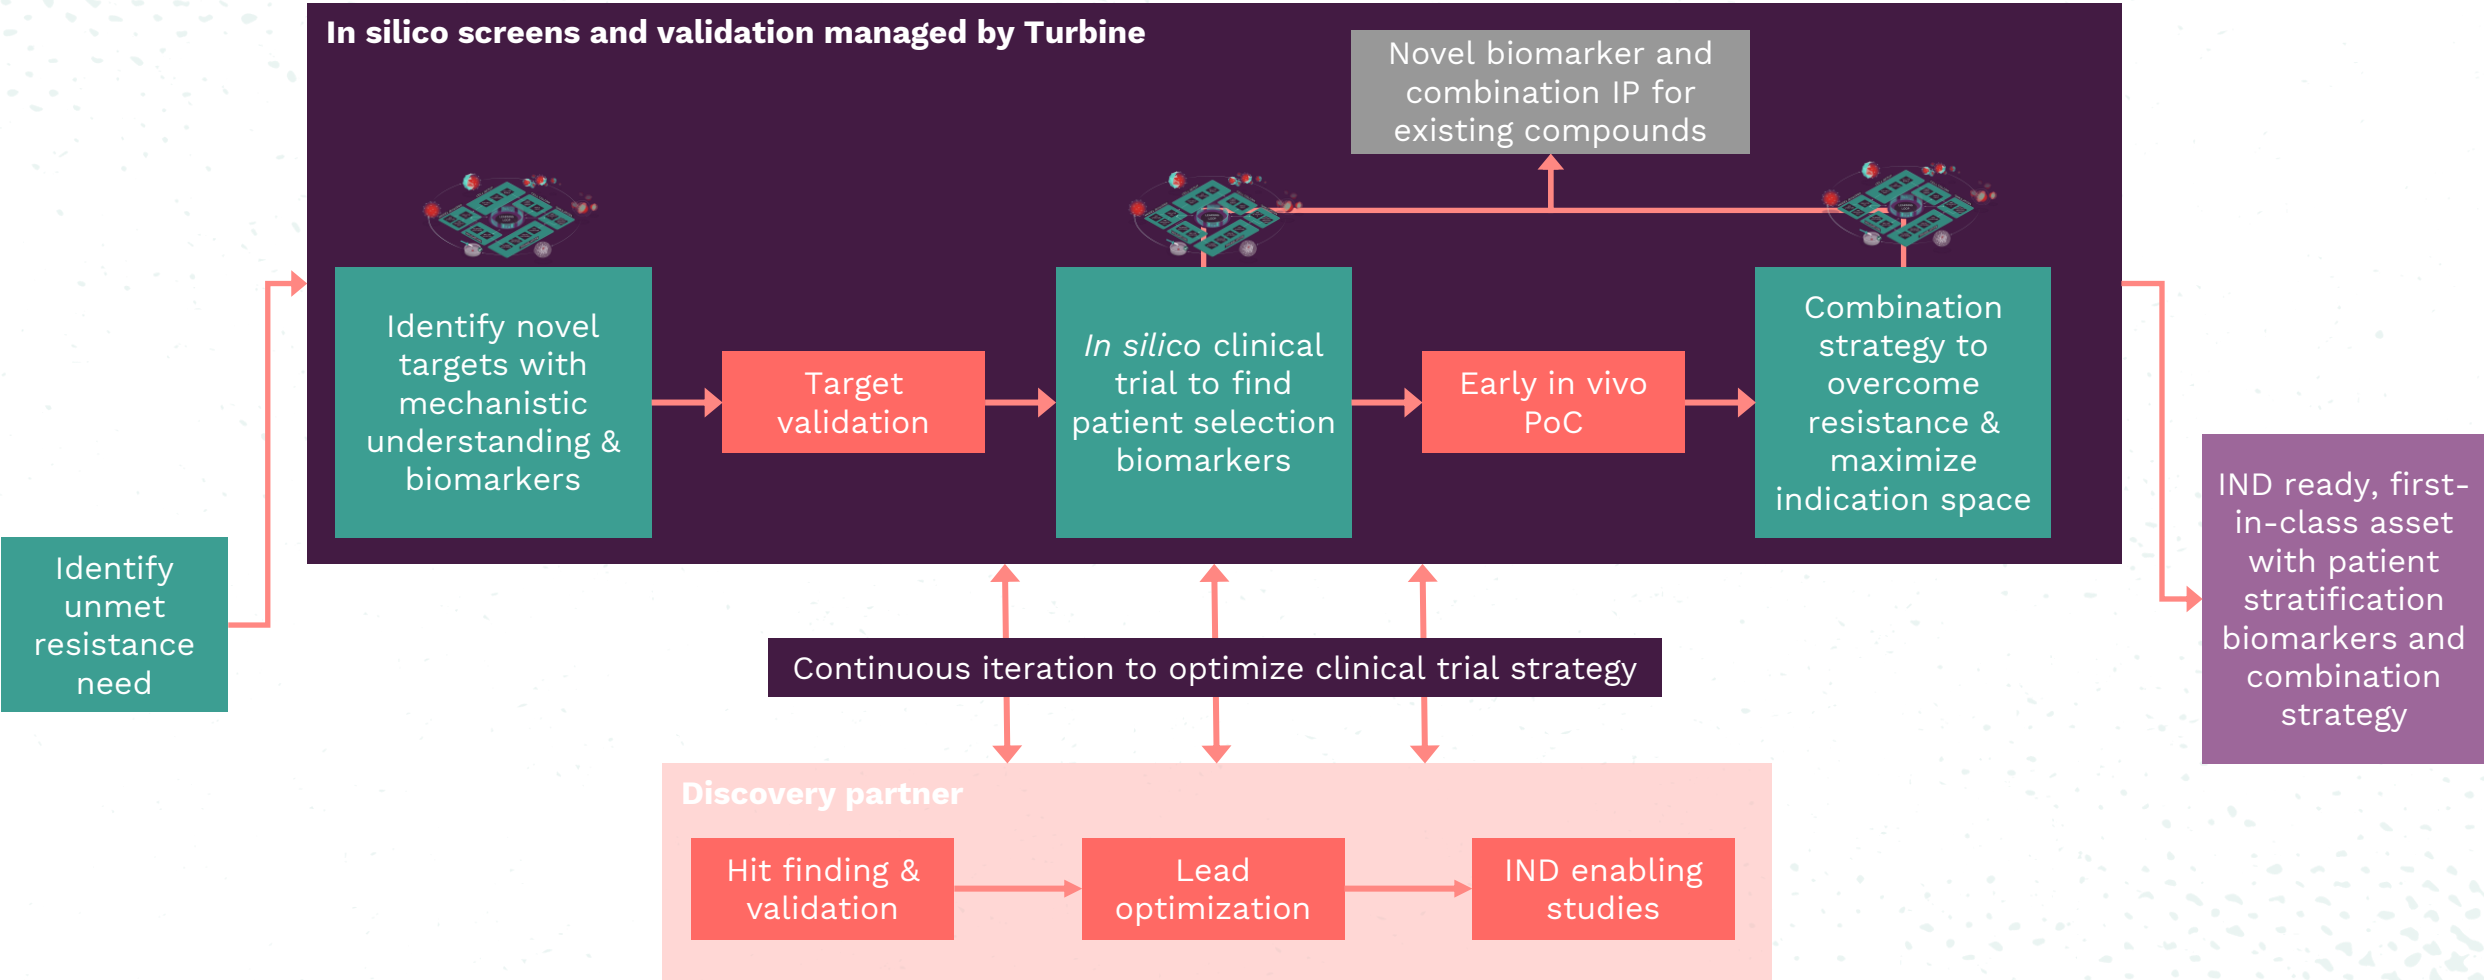 In silico screens and validation managed by Turbine
Novel biomarker and
combination IP for
existing compounds
Identify novel
targets with
mechanistic
understanding &
biomarkers
Target
validation
In silico clinical
trial to find
patient selection
biomarkers
Early in vivo
PoC
Combination
strategy to
overcome
resistance &
maximize
indication space
Identify
unmet
resistance
need
IND ready, first-
in-class asset
with patient
stratification
biomarkers and
combination
strategy
Continuous iteration to optimize clinical trial strategy
Discovery partner
Hit finding &
validation
Lead
optimization
IND enabling
studies